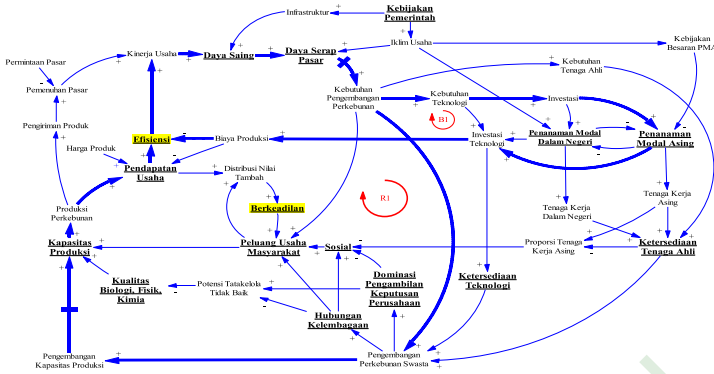 Infrastruktur
Kebijakan
Pemerintah
Iklim Usaha
Kebijakan
Besaran PMA
Kinerja Usaha
Daya Saing
Daya Serap
Pasar
Permintaan Pasar
Pemenuhan Pasar
Kebutuhan
Tenaga Ahli
Kebutuhan
Pengembangan
Perkebunan
Kebutuhan
Teknologi
Investasi
Pengiriman Produk
B1
Efisiensi
Biaya Produksi
Investasi
Teknologi
Penanaman Modal
Dalam Negeri
Penanaman
Modal Asing
Harga Produk
Pendapatan
Usaha
Distribusi Nilai
Tambah
R1
Berkeadilan
Tenaga Kerja
Asing
Tenaga Kerja
Dalam Negeri
Produksi
Perkebunan
Kapasitas
Produksi
Peluang Usaha
Masyarakat
Sosial
Proporsi Tenaga
Kerja Asing
Ketersediaan
Tenaga Ahli
Kualitas
Biologi, Fisik,
Kimia
Potensi Tatakelola
Tidak Baik
Dominasi
Pengambilan
Keputusan
Perusahaan
Ketersediaan
Teknologi
Hubungan
Kelembagaan
Pengembangan
Kapasitas Produksi
Pengembangan
Perkebunan Swasta